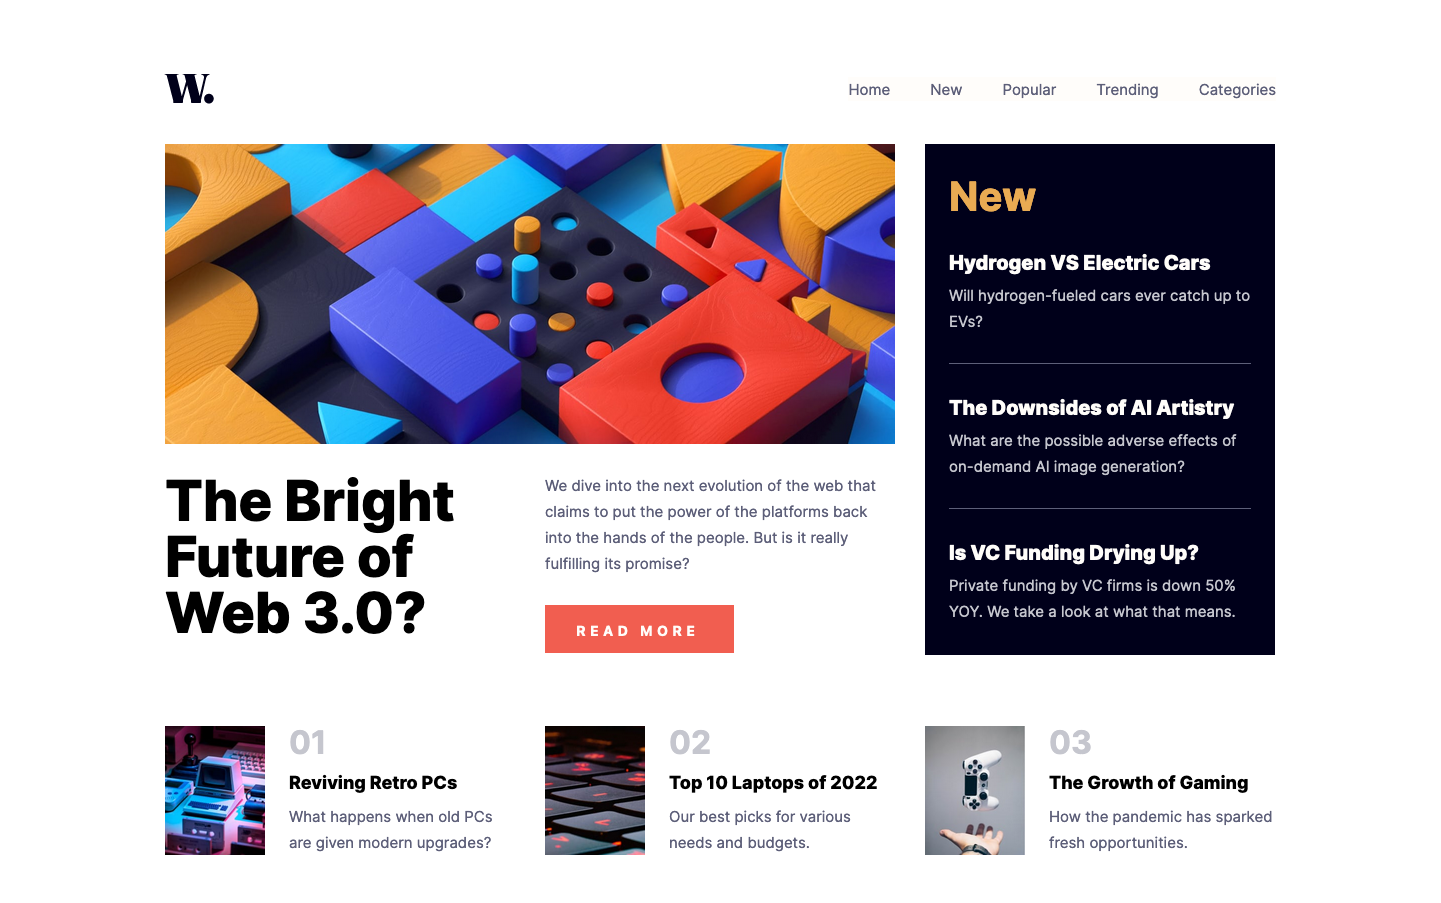 W.
Home New Popular Trending Categories
The Bright
Future of
Web 3.0?
We dive into the next evolution of the web that
claims to put the power of the platforms back
into the hands of the people. But is it really
fulfilling its promise?
READ MORE
New
Hydrogen VS Electric Cars
Will hydrogen-fueled cars ever catch up to
EVs?
The Downsides of AI Artistry
What are the possible adverse effects of
on-demand AI image generation?
Is VC Funding Drying Up?
Private funding by VC firms is down 50%
YOY. We take a look at what that means.
01
Reviving Retro PCs
What happens when old PCs
are given modern upgrades?
02
Top 10 Laptops of 2022
Our best picks for various
needs and budgets.
03
The Growth of Gaming
How the pandemic has sparked
fresh opportunities.